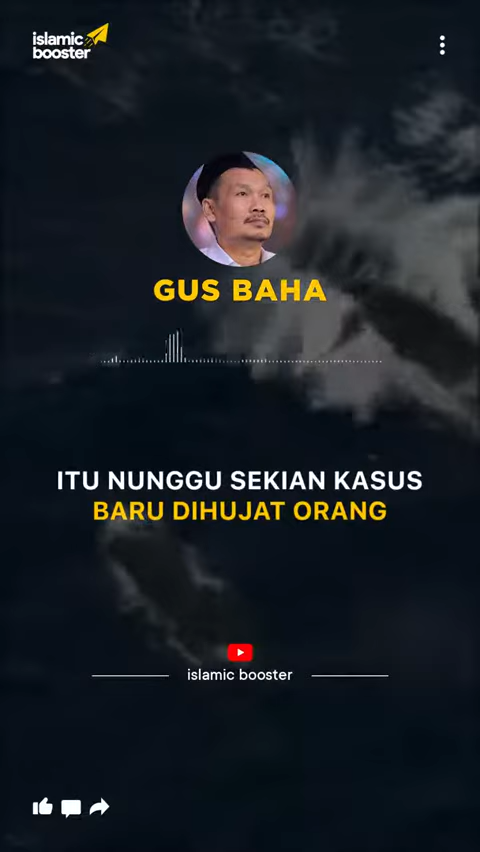 islamic
booster
GUS BAHA
ITU NUNGGU SEKIAN KASUS
BARU DIHUJAT ORANG
islamic booster